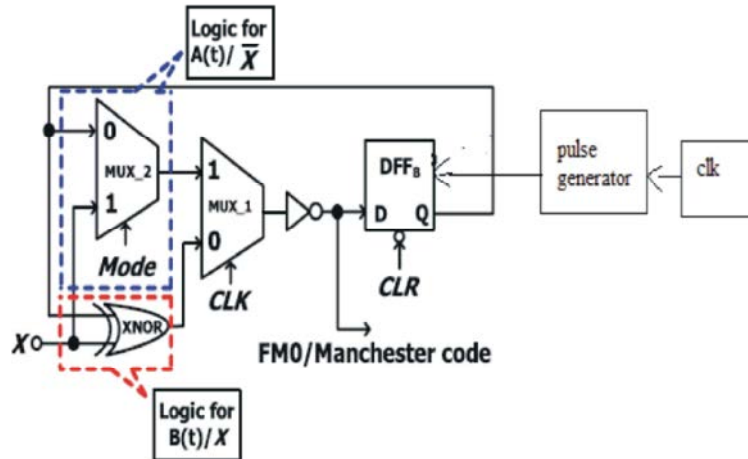 Logic for
A(t)/ X̅
0
MUX_2
1
Mode
1
MUX_1
0
CLK
DFF_B
D Q
CLR
pulse
generator
clk
XNOR
X
FM0/Manchester code
Logic for
B(t)/X